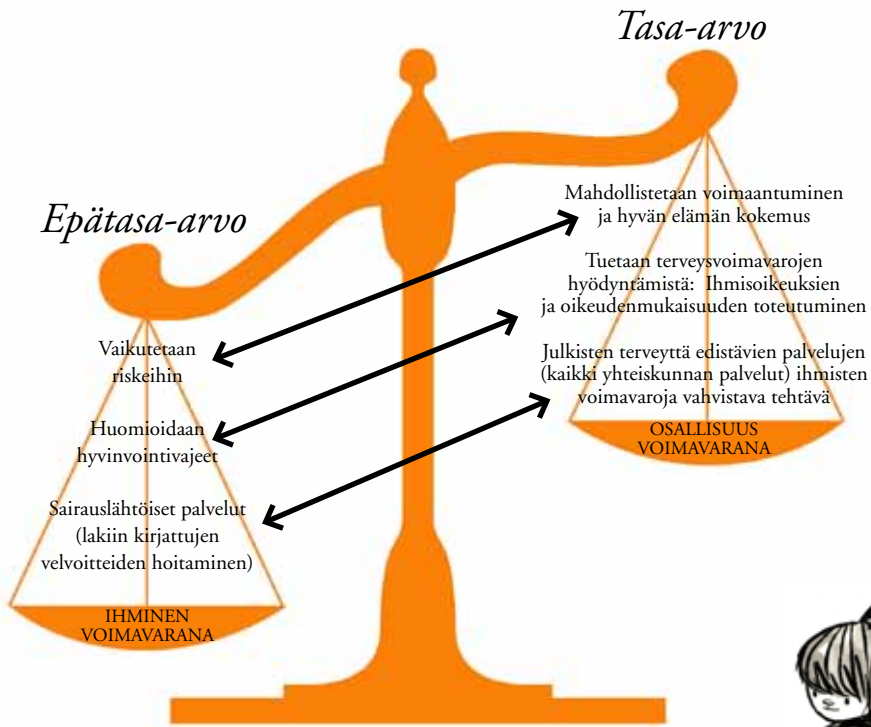 Tasa-arvo
Mahdollistetaan voimaantuminen
ja hyvän elämän kokemus
Tuetaan terveysvoimavarojen
hyödyntämistä: Ihmisoikeuksien
ja oikeudenmukaisuuden toteutuminen
Julkisten terveyttä edistävien palvelujen
(kaikki yhteiskunnan palvelut) ihmisten
voimavaroja vahvistava tehtävä
OSALLISUUS
VOIMAVARANA
Epätasa-arvo
Vaikutetaan
riskeihin
Huomioidaan
hyvinvointivajeet
Sairauslähtöiset palvelut
(lakiin kirjattujen
velvoitteiden hoitaminen)
IHMINEN
VOIMAVARANA